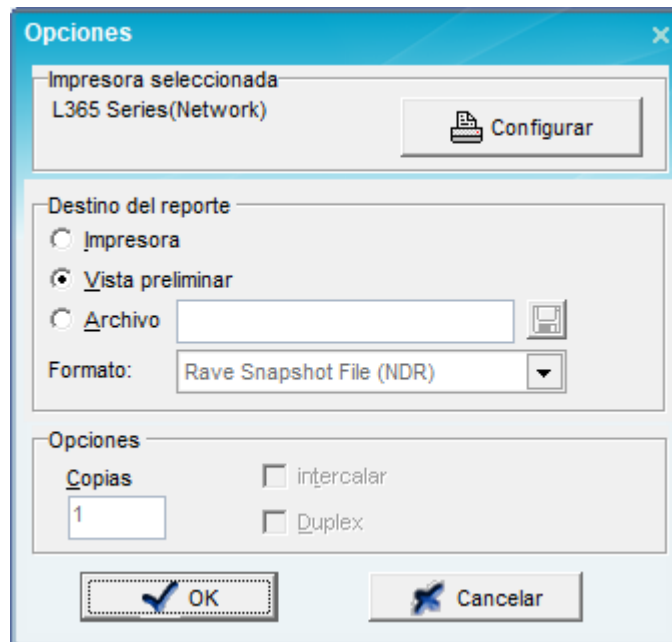 Opciones
Impresora seleccionada
L365 Series(Network)
Configurar
Destino del reporte
Impresora
Vista preliminar
Archivo
Formato:
Rave Snapshot File (NDR)
Opciones
Copias
intercalar
1
Duplex
OK
Cancelar